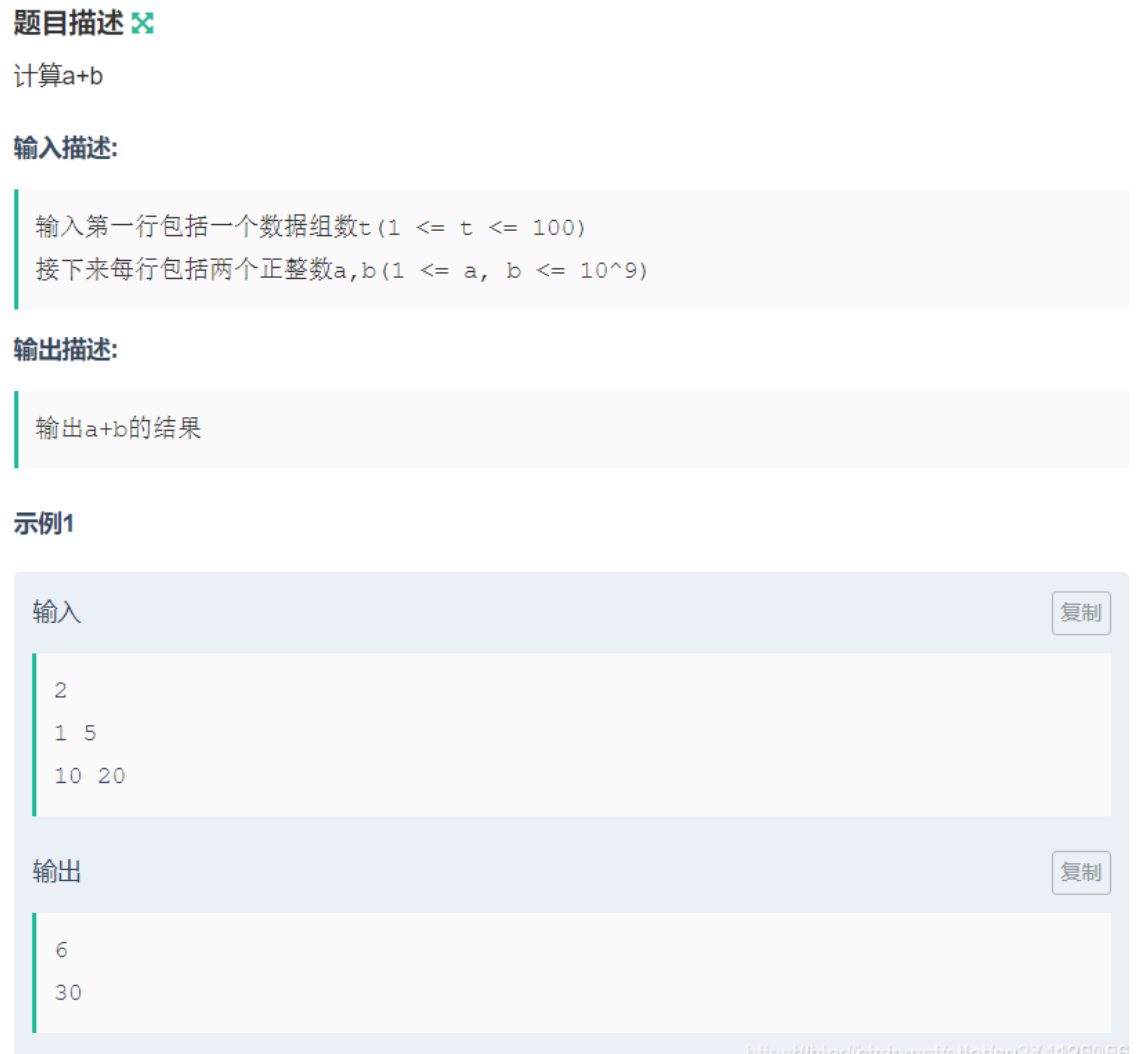 题目描述
计算a+b
输入描述:
输入第一行包括一个数据组数t(1 <= t <= 100)
接下来每行包括两个正整数a,b(1 <= a, b <= 10^9)
输出描述:
输出a+b的结果
示例1
输入
复制
2
1 5
10 20
输出
复制
6
30